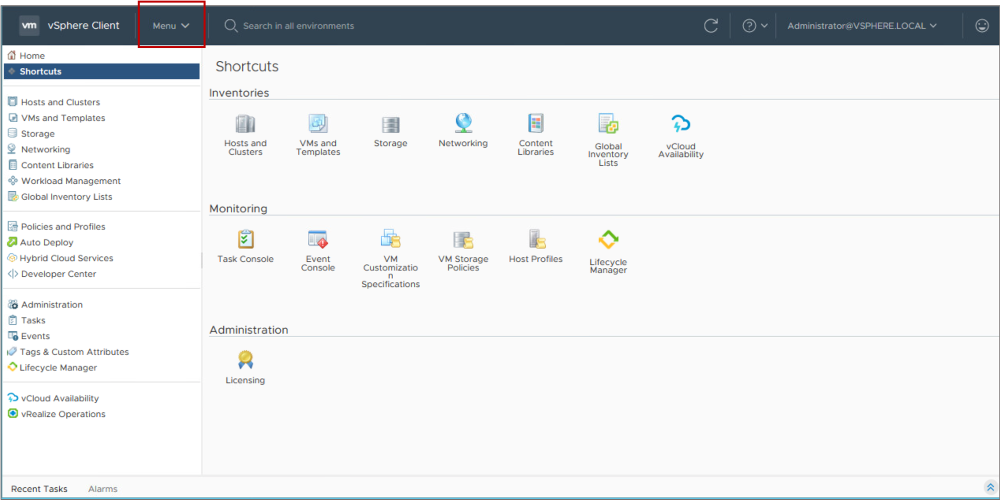 vm vSphere Client Menu Search in all environments ? Administrator@VSPHERE.LOCAL
Home
Shortcuts
Hosts and Clusters
VMs and Templates
Storage
Networking
Content Libraries
Workload Management
Global Inventory Lists
Policies and Profiles
Auto Deploy
Hybrid Cloud Services
Developer Center
Administration
Tasks
Events
Tags & Custom Attributes
Lifecycle Manager
vCloud Availability
vRealize Operations
Shortcuts
Inventories
Hosts and
Clusters
VMs and
Templates
Storage
Networking
Content
Libraries
Global
Inventory
Lists
vCloud
Availability
Monitoring
Task Console
Event
Console
VM
Customizatio
n
Specifications
VM Storage
Policies
Host Profiles
Lifecycle
Manager
Administration
Licensing
Recent Tasks Alarms